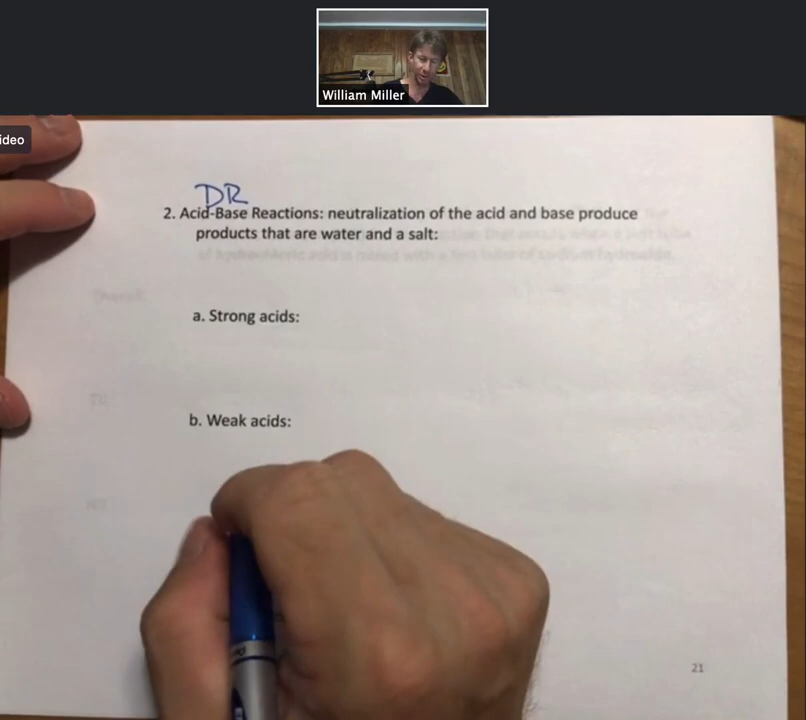 William Miller
ideo
DR
2. Acid-Base Reactions: neutralization of the acid and base produce
products that are water and a salt:
a. Strong acids:
b. Weak acids:
21